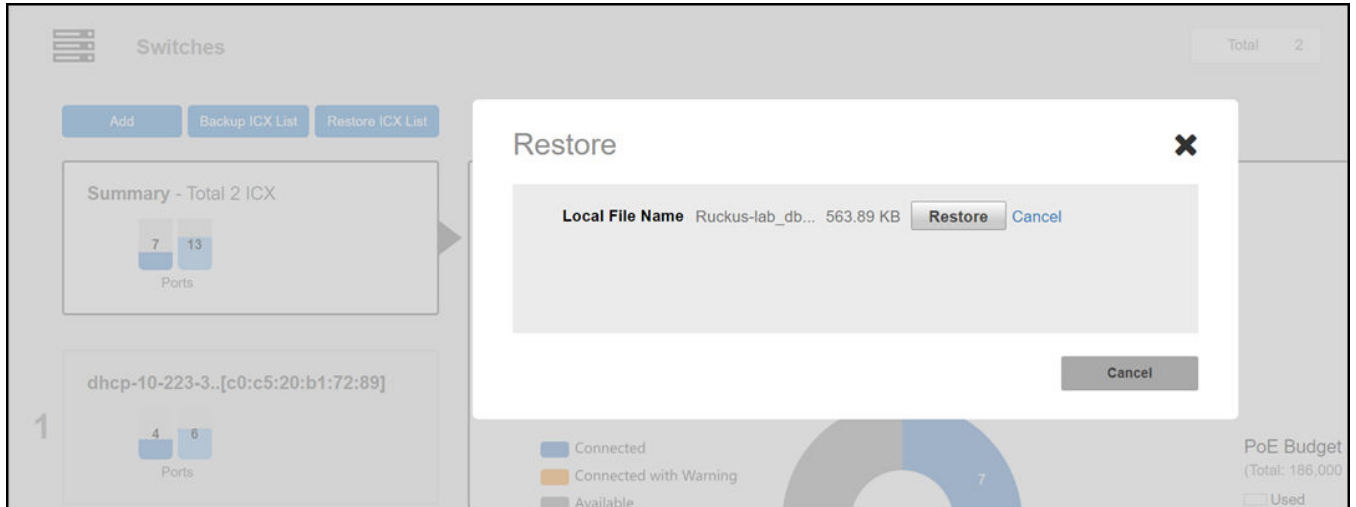 Switches
Total 2
Add
Backup ICX List
Restore ICX List
Restore
Local File Name Ruckus-lab_db... 563.89 KB Restore Cancel
Cancel
Summary - Total 2 ICX
7 13
Ports
1
dhcp-10-223-3..[c0:c5:20:b1:72:89]
4 6
Ports
Connected
Connected with Warning
Available
7
PoE Budget
(Total: 186,000
Used